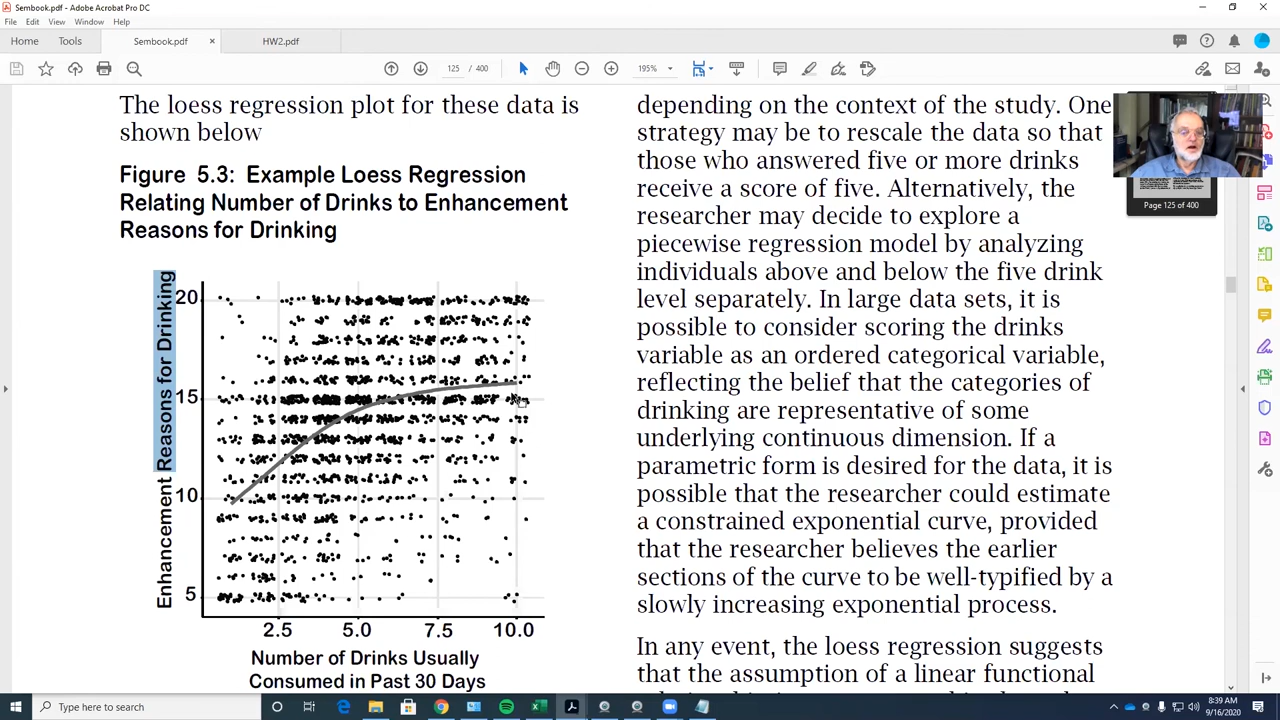 Sembook.pdf - Adobe Acrobat Pro DC
File Edit View Window Help
Home Tools Sembook.pdf × HW2.pdf
125 / 400 195%
The loess regression plot for these data is
shown below
Figure 5.3: Example Loess Regression
Relating Number of Drinks to Enhancement
Reasons for Drinking
Enhancement Reasons for Drinking
20
15
10
5
2.5 5.0 7.5 10.0
Number of Drinks Usually
Consumed in Past 30 Days
depending on the context of the study. One
strategy may be to rescale the data so that
those who answered five or more drinks
receive a score of five. Alternatively, the
researcher may decide to explore a
piecewise regression model by analyzing
individuals above and below the five drink
level separately. In large data sets, it is
possible to consider scoring the drinks
variable as an ordered categorical variable,
reflecting the belief that the categories of
drinking are representative of some
underlying continuous dimension. If a
parametric form is desired for the data, it is
possible that the researcher could estimate
a constrained exponential curve, provided
that the researcher believes the earlier
sections of the curve to be well-typified by a
slowly increasing exponential process.
In any event, the loess regression suggests
that the assumption of a linear functional
Page 125 of 400
Type here to search
8:39 AM
9/16/2020